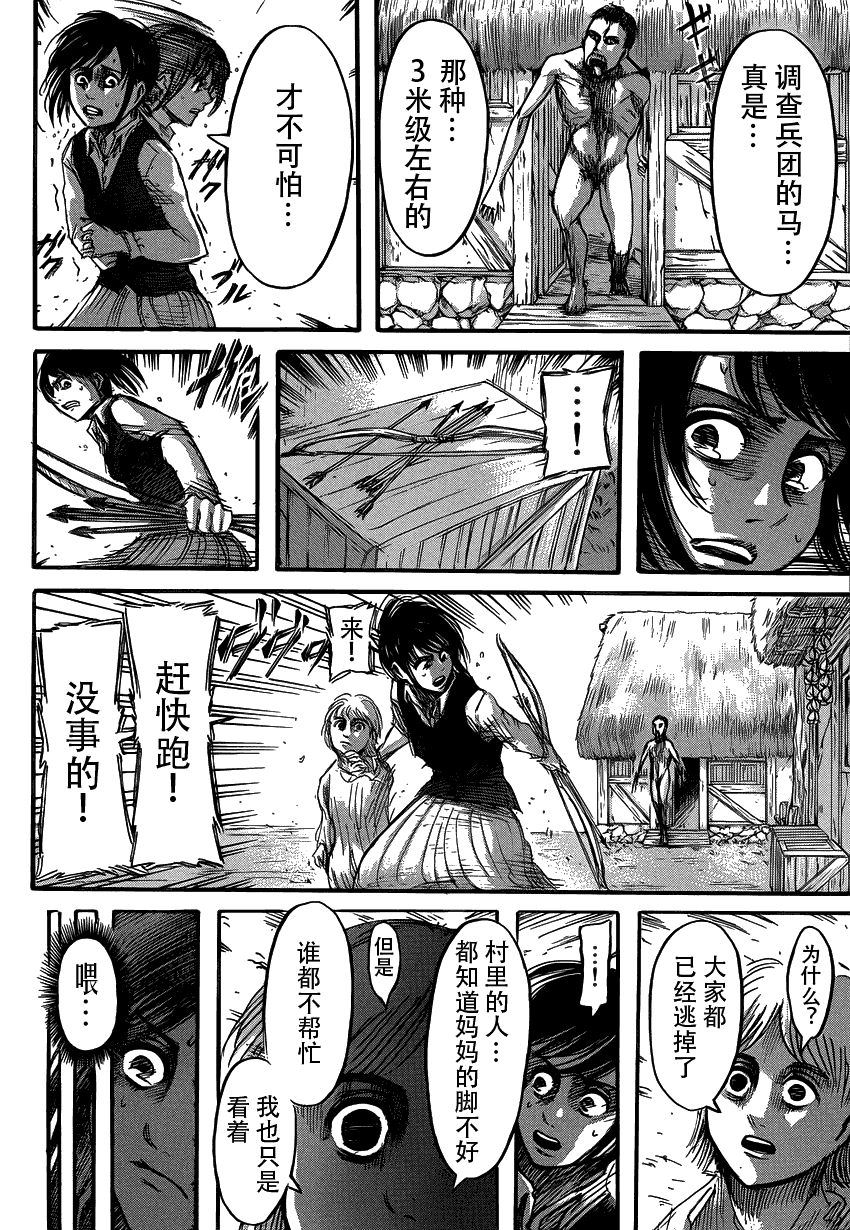 调查兵团的马…
真是…
那种…
3米级左右的
才不可怕…
…！
来！
赶快跑！
没事的！
为什么？
大家都
已经逃掉了
…！
村里的人…
都知道妈妈的脚不好
但是
谁都不帮忙
我也只是
看着
喂…